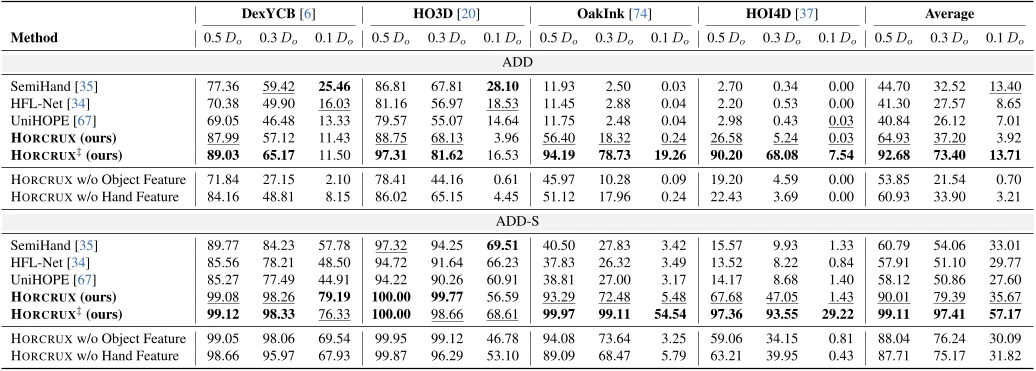 DexYCB [6] HO3D [20] OakInk [74] HOI4D [37] Average
Method 0.5 Do 0.3 Do 0.1 Do 0.5 Do 0.3 Do 0.1 Do 0.5 Do 0.3 Do 0.1 Do 0.5 Do 0.3 Do 0.1 Do 0.5 Do 0.3 Do 0.1 Do
ADD
SemiHand [35] 77.36 59.42 25.46 86.81 67.81 28.10 11.93 2.50 0.03 2.70 0.34 0.00 44.70 32.52 13.40
HFL-Net [34] 70.38 49.90 16.03 81.16 56.97 18.53 11.45 2.88 0.04 2.20 0.53 0.00 41.30 27.57 8.65
UniHOPE [67] 69.05 46.48 13.33 79.57 55.07 14.64 11.75 2.48 0.04 2.98 0.43 0.03 40.84 26.12 7.01
HORCRUX (ours) 87.99 57.12 11.43 88.75 68.13 3.96 56.40 18.32 0.24 26.58 5.24 0.03 64.93 37.20 3.92
HORCRUX‡ (ours) 89.03 65.17 11.50 97.31 81.62 16.53 94.19 78.73 19.26 90.20 68.08 7.54 92.68 73.40 13.71
HORCRUX w/o Object Feature 71.84 27.15 2.10 78.41 44.16 0.61 45.97 10.28 0.09 19.20 4.59 0.00 53.85 21.54 0.70
HORCRUX w/o Hand Feature 84.16 48.81 8.15 86.02 65.15 4.45 51.12 17.96 0.24 22.43 3.69 0.00 60.93 33.90 3.21
ADD-S
SemiHand [35] 89.77 84.23 57.78 97.32 94.25 69.51 40.50 27.83 3.42 15.57 9.93 1.33 60.79 54.06 33.01
HFL-Net [34] 85.56 78.21 48.50 94.72 91.64 66.23 37.83 26.32 3.49 13.52 8.22 0.84 57.91 51.10 29.77
UniHOPE [67] 85.27 77.49 44.91 94.22 90.26 60.91 38.81 27.00 3.17 14.17 8.68 1.40 58.12 50.86 27.60
HORCRUX (ours) 99.08 98.26 79.19 100.00 99.77 56.59 93.29 72.48 5.48 67.68 47.05 1.43 90.01 79.39 35.67
HORCRUX‡ (ours) 99.12 98.33 76.33 100.00 98.66 68.61 99.97 99.11 54.54 97.36 93.55 29.22 99.11 97.41 57.17
HORCRUX w/o Object Feature 99.05 98.06 69.54 99.95 99.12 46.78 94.08 73.64 3.25 59.06 34.15 0.81 88.04 76.24 30.09
HORCRUX w/o Hand Feature 98.66 95.97 67.93 99.87 96.29 53.10 89.09 68.47 5.79 63.21 39.95 0.43 87.71 75.17 31.82